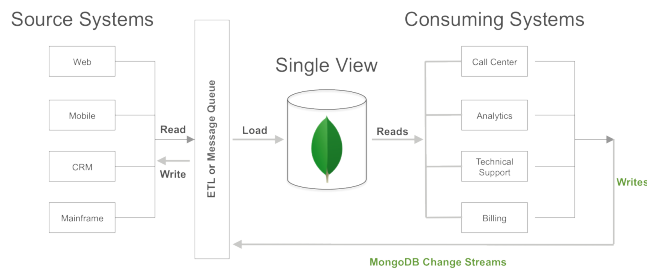 Source Systems
Consuming Systems
Single View
Web
Mobile
CRM
Mainframe
Read
Write
ETL or Message Queue
Load
Reads
Call Center
Analytics
Technical
Support
Billing
Writes
MongoDB Change Streams